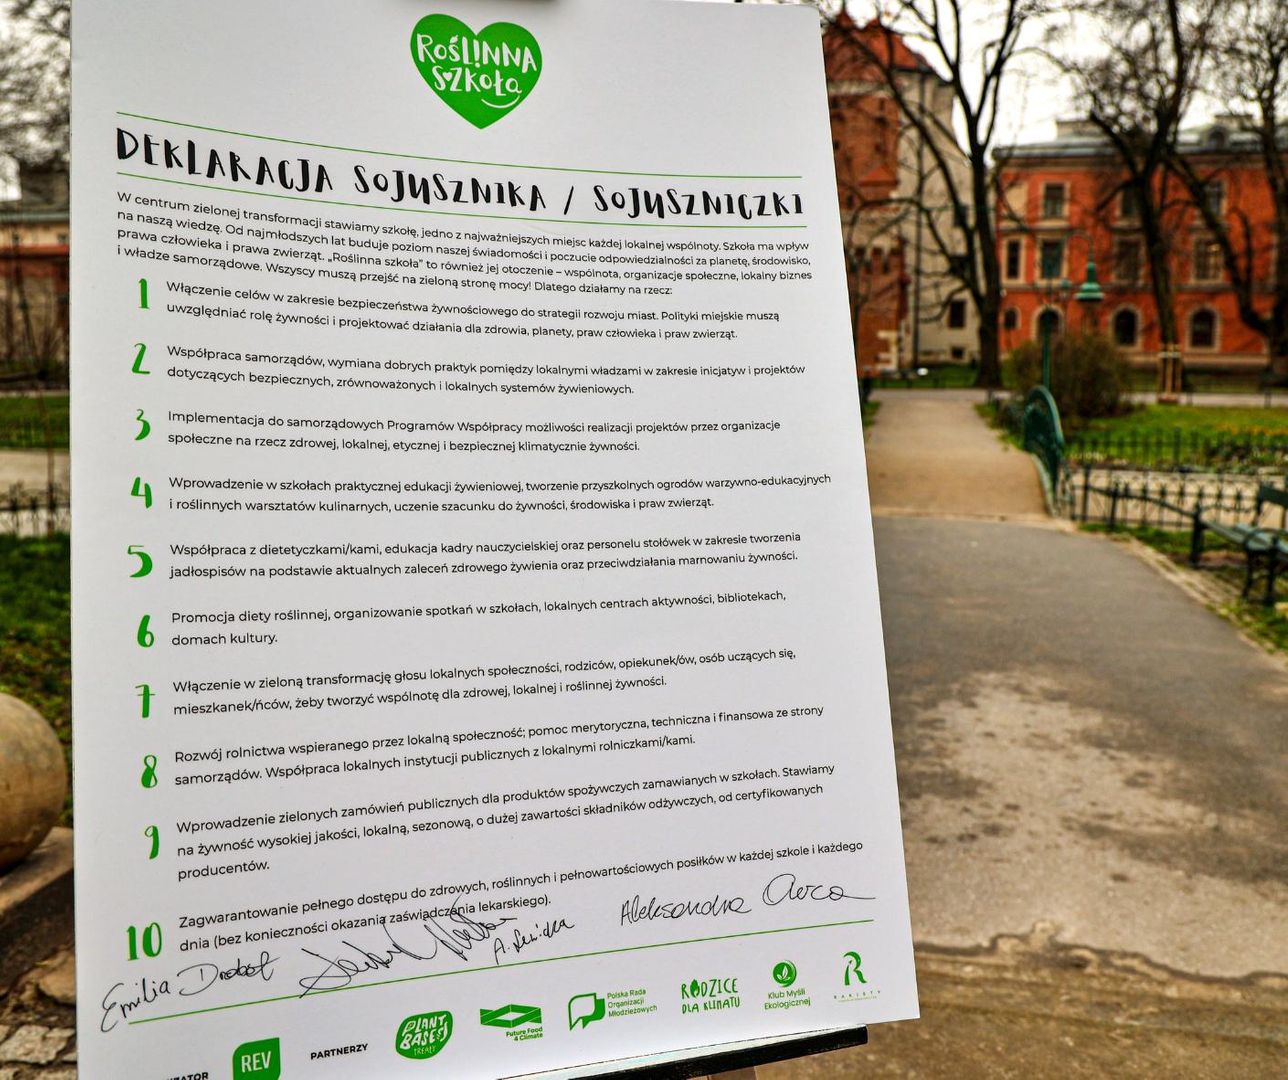 ROŚLINNA
SZKOŁA
DEKLARACJA SOJUSZNIKA / SOJUSZNICZKI
W centrum zielonej transformacji stawiamy szkołę, jedno z najważniejszych miejsc każdej lokalnej wspólnoty. Szkoła ma wpływ
na naszą wiedzę. Od najmłodszych lat buduje poziom naszej świadomości i poczucie odpowiedzialności za planetę, środowisko,
prawa człowieka i prawa zwierząt. „Roślinna szkoła” to również jej otoczenie – wspólnota, organizacje społeczne, lokalny biznes
i władze samorządowe. Wszyscy muszą przejść na zieloną stronę mocy! Dlatego działamy na rzecz:
1 Włączenie celów w zakresie bezpieczeństwa żywnościowego do strategii rozwoju miast. Polityki miejskie muszą
uwzględniać rolę żywności i projektować działania dla zdrowia, planety, praw człowieka i praw zwierząt.
2 Współpraca samorządów, wymiana dobrych praktyk pomiędzy lokalnymi władzami w zakresie inicjatyw i projektów
dotyczących bezpiecznych, zrównoważonych i lokalnych systemów żywieniowych.
3 Implementacja do samorządowych Programów Współpracy możliwości realizacji projektów przez organizacje
społeczne na rzecz zdrowej, lokalnej, etycznej i bezpiecznej klimatycznie żywności.
4 Wprowadzenie w szkołach praktycznej edukacji żywieniowej, tworzenie przyszkolnych ogrodów warzywno-edukacyjnych
i roślinnych warsztatów kulinarnych, uczenie szacunku do żywności, środowiska i praw zwierząt.
5 Współpraca z dietetyczkami/kami, edukacja kadry nauczycielskiej oraz personelu stołówek w zakresie tworzenia
jadłospisów na podstawie aktualnych zaleceń zdrowego żywienia oraz przeciwdziałania marnowaniu żywności.
6 Promocja diety roślinnej, organizowanie spotkań w szkołach, lokalnych centrach aktywności, bibliotekach,
domach kultury.
7 Włączenie w zieloną transformację głosu lokalnych społeczności, rodziców, opiekunek/ów, osób uczących się,
mieszkanek/ńców, żeby tworzyć wspólnotę dla zdrowej, lokalnej i roślinnej żywności.
8 Rozwój rolnictwa wspieranego przez lokalną społeczność; pomoc merytoryczna, techniczna i finansowa ze strony
samorządów. Współpraca lokalnych instytucji publicznych z lokalnymi rolniczkami/kami.
9 Wprowadzenie zielonych zamówień publicznych dla produktów spożywczych zamawianych w szkołach. Stawiamy
na żywność wysokiej jakości, lokalną, sezonową, o dużej zawartości składników odżywczych, od certyfikowanych
producentów.
10 Zagwarantowanie pełnego dostępu do zdrowych, roślinnych i pełnowartościowych posiłków w każdej szkole i każdego
dnia (bez konieczności okazania zaświadczenia lekarskiego).
Emilia Drobot
Aleksandra
REV
PARTNERZY
PLANT
BASED
TREATY
Future Food
4 Climate
Polska Rada
Organizacji
Młodzieżowych
RODZICE
DLA KLIMATU
Klub Myśli
Ekologicznej
RAKIETY